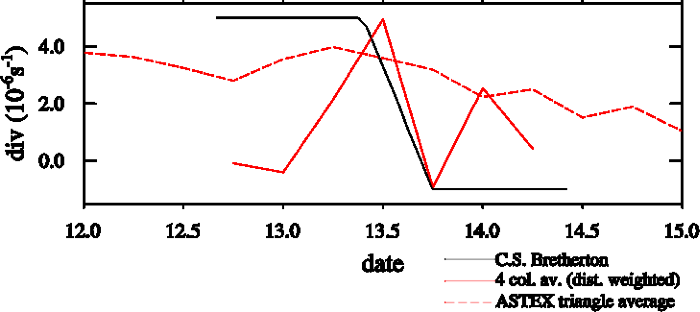 4.0
2.0
0.0
div (10-6s-1)
12.0 12.5 13.0 13.5 14.0 14.5 15.0
date
C.S. Bretherton
4 col. av. (dist. weighted)
ASTEX triangle average